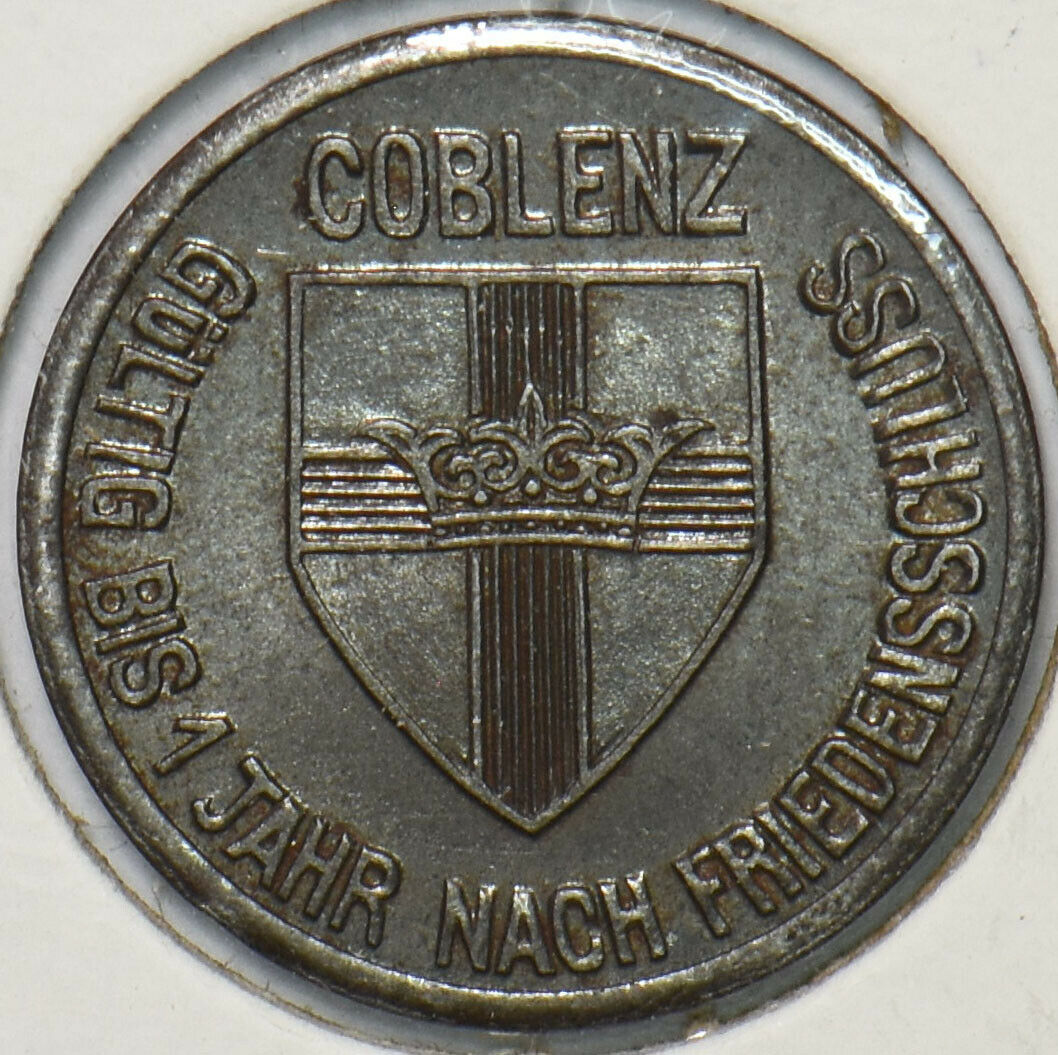 COBLENZ
GÜLTIG BIS 1 JAHR NACH FRIEDENSSCHLUSS